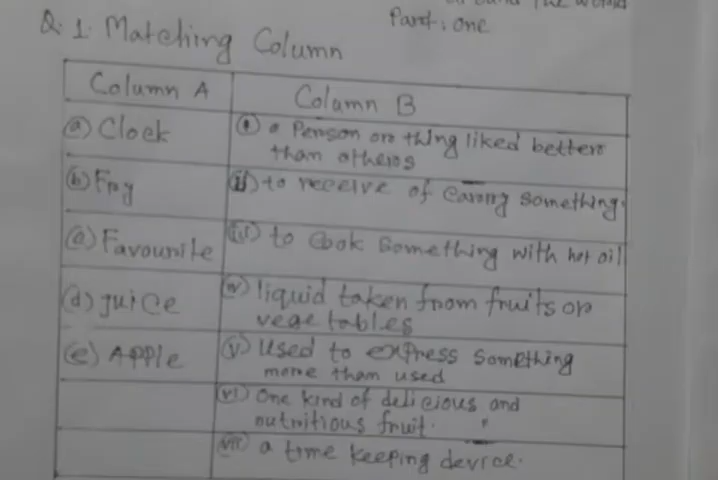 Part: one
Q. 1. Matching Column
Column A
Column B
(a) Clock
(i) a Person or thing liked better
than others
(b) Fry
(ii) to receive of earorg something.
(c) Favourite
(iii) to cook something with hot oil
(d) juice
(iv) liquid taken from fruits or
vegetables
(e) APPle
(v) used to exPress something
more than used
(vi) one kind of delicious and
nutritious fruit.
(vii) a time keeping device.